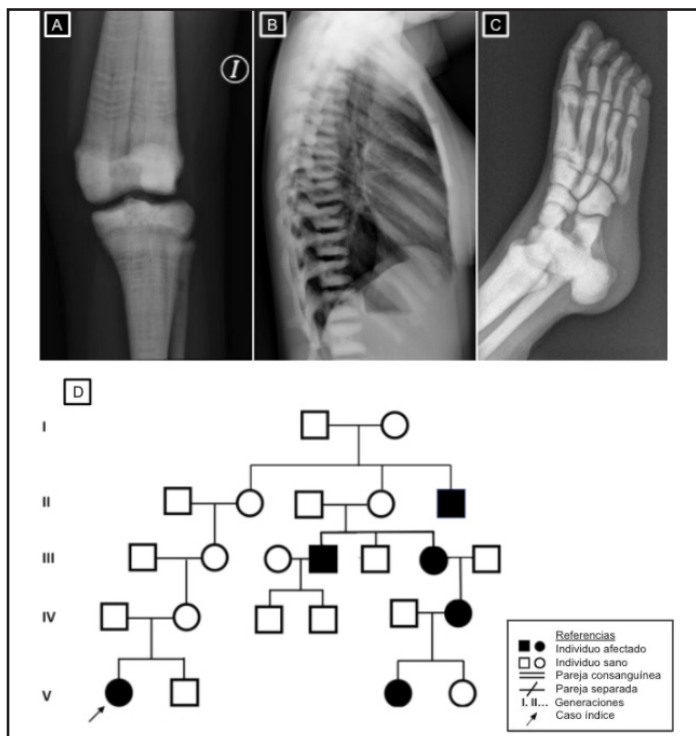 A
B
C
I
D
I
II
III
IV
V
Referencias
Individuo afectado
Individuo sano
Pareja consanguínea
Pareja separada
I. II... Generaciones
Caso índice